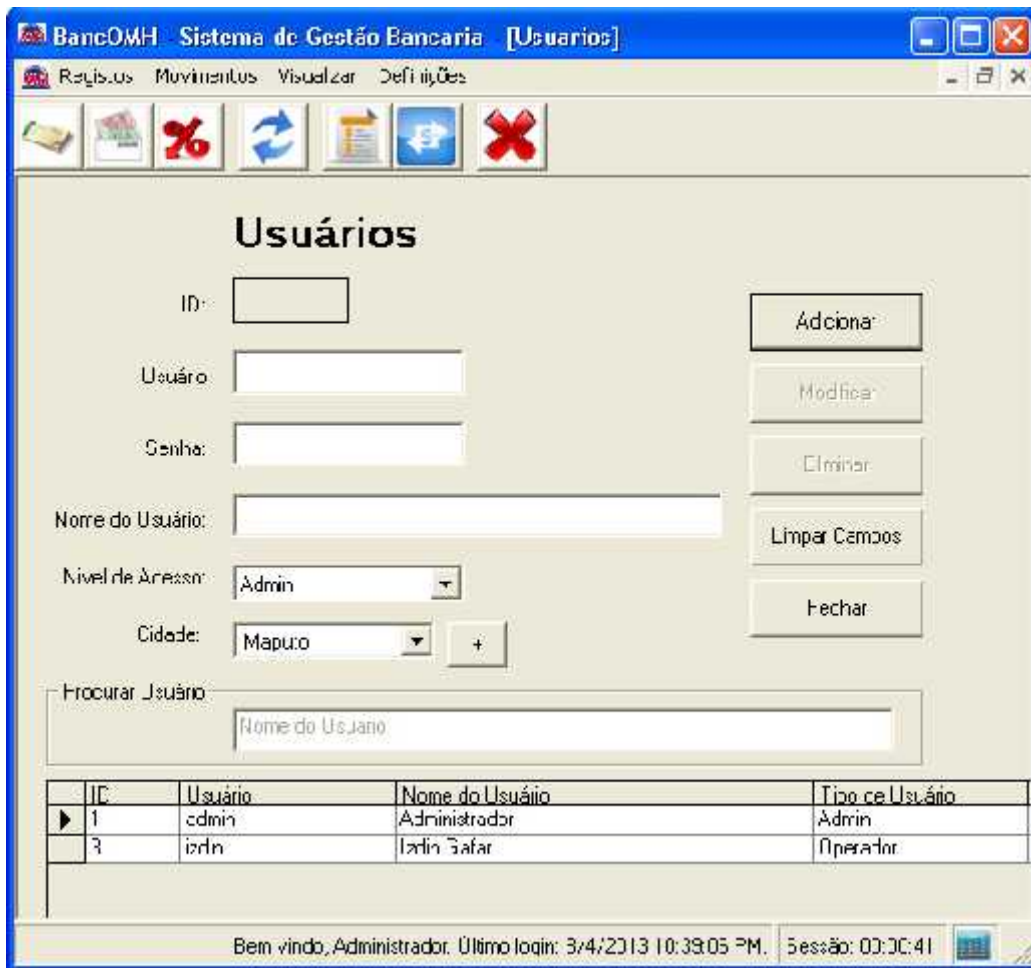 BancOMH - Sistema de Gestão Bancaria - [Usuarios]
Registos Movimentos Visualizar Definições
Usuários
ID:
Adicionar
Usuário
Modificar
Senha:
Eliminar
Nome do Usuário:
Limpar Campos
Nivel de Acesso: Admin
Fechar
Cidade: Maputo +
Procurar Usuário
Nome do Usuario
ID Usuário Nome do Usuário Tipo de Usuário
1 admin Administrador Admin
3 izdin Izdin Gafar Operador
Bem vindo, Administrador. Último login: 3/4/2013 10:39:06 PM. Sessão: 00:00:41